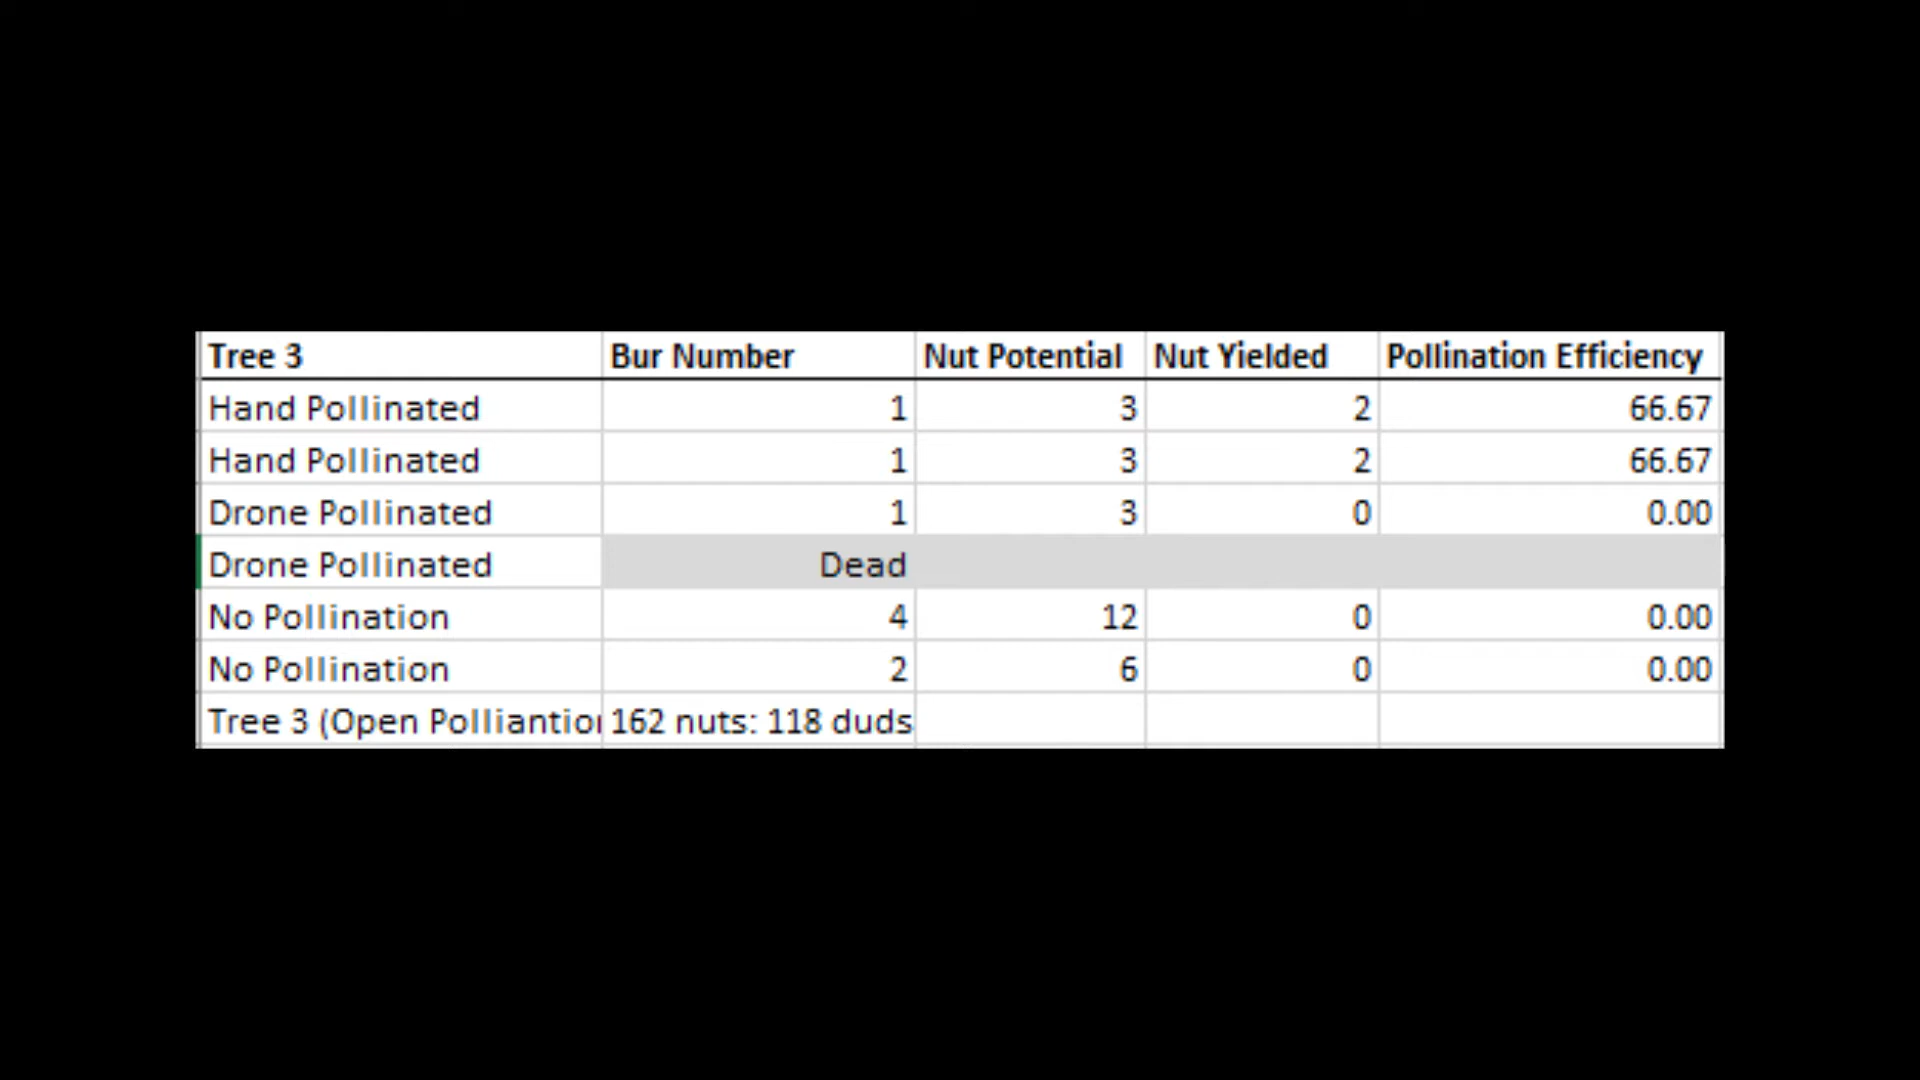 Tree 3 Bur Number Nut Potential Nut Yielded Pollination Efficiency
Hand Pollinated 1 3 2 66.67
Hand Pollinated 1 3 2 66.67
Drone Pollinated 1 3 0 0.00
Drone Pollinated Dead
No Pollination 4 12 0 0.00
No Pollination 2 6 0 0.00
Tree 3 (Open Polliantion 162 nuts: 118 duds